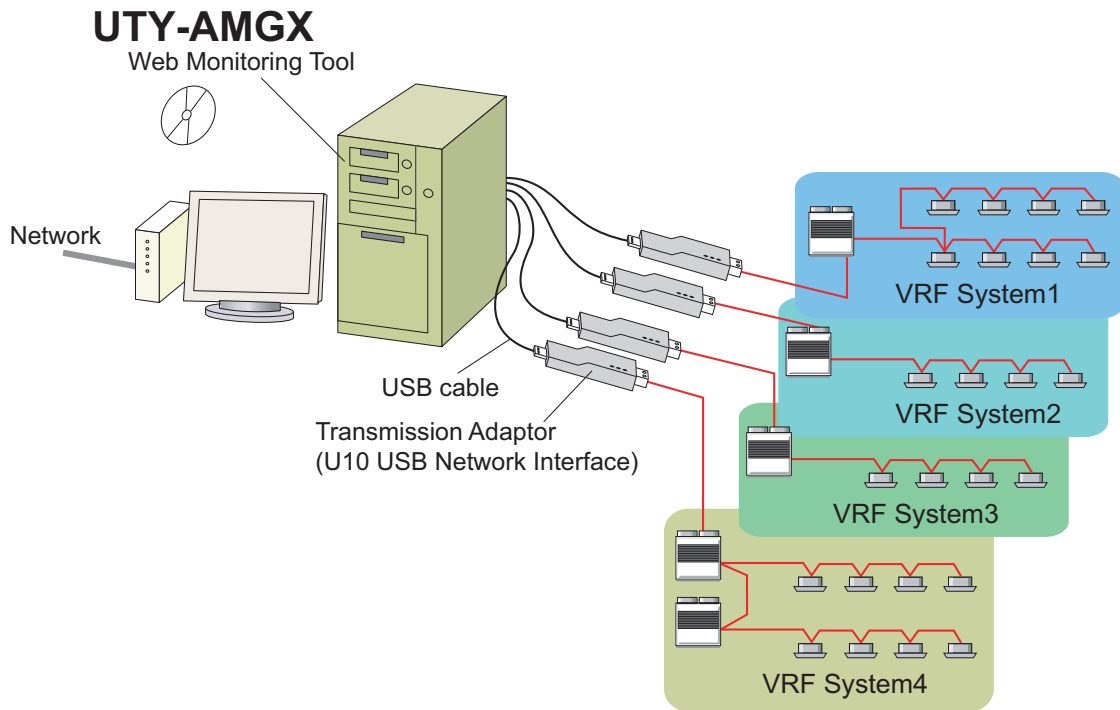 UTY-AMGX
Web Monitoring Tool
Network
USB cable
Transmission Adaptor
(U10 USB Network Interface)
VRF System1
VRF System2
VRF System3
VRF System4